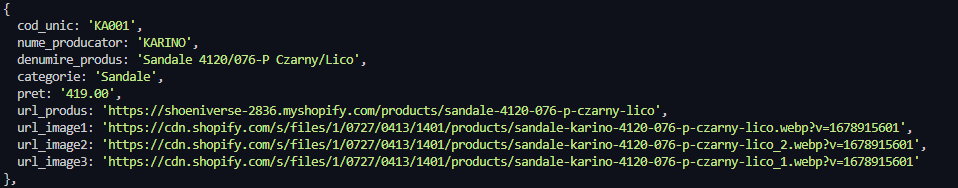 {
cod_unic: 'KA001',
nume_producator: 'KARINO',
denumire_produs: 'Sandale 4120/076-P Czarny/Lico',
categorie: 'Sandale',
pret: '419.00',
url_produs: 'https://shoeniverse-2836.myshopify.com/products/sandale-4120-076-p-czarny-lico',
url_image1: 'https://cdn.shopify.com/s/files/1/0727/0413/1401/products/sandale-karino-4120-076-p-czarny-lico.webp?v=1678915601',
url_image2: 'https://cdn.shopify.com/s/files/1/0727/0413/1401/products/sandale-karino-4120-076-p-czarny-lico_2.webp?v=1678915601',
url_image3: 'https://cdn.shopify.com/s/files/1/0727/0413/1401/products/sandale-karino-4120-076-p-czarny-lico_1.webp?v=1678915601'
},